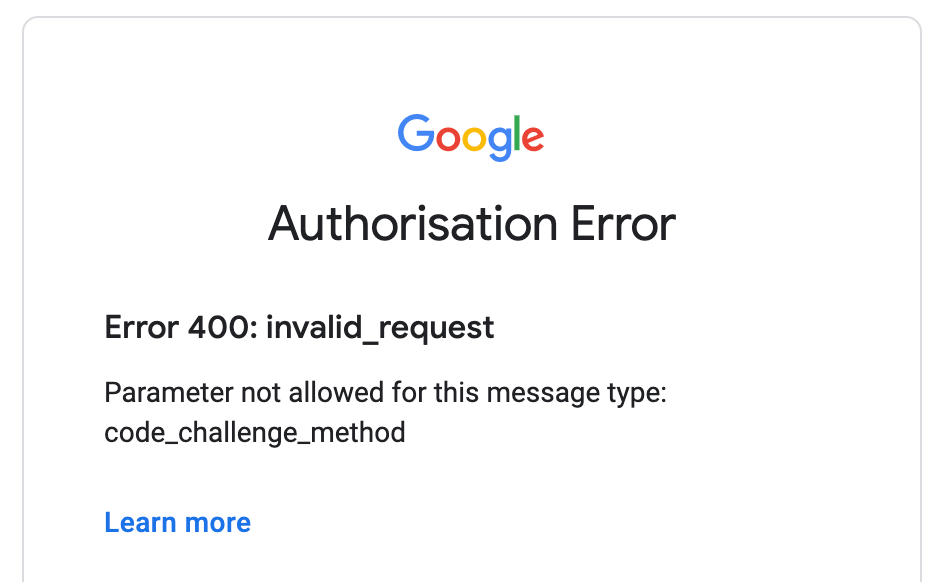 Google
Authorisation Error
Error 400: invalid_request
Parameter not allowed for this message type:
code_challenge_method
Learn more